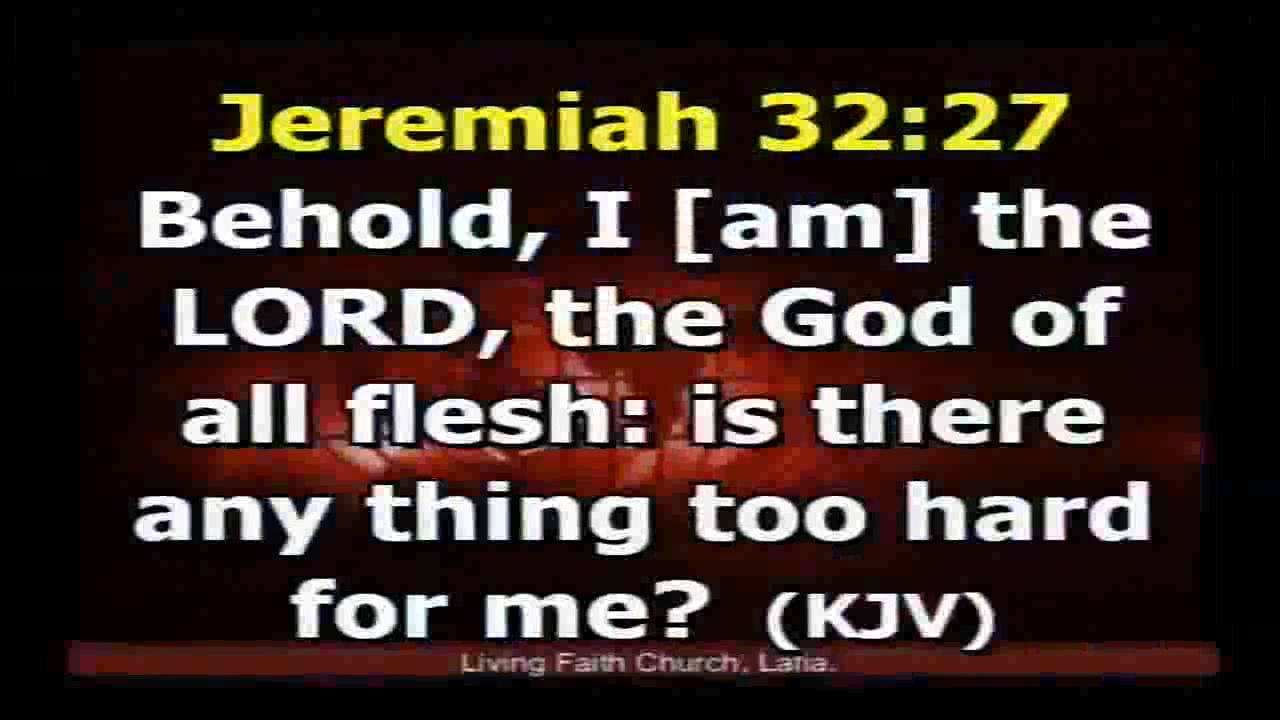 Jeremiah 32:27
Behold, I [am] the
LORD, the God of
all flesh: is there
any thing too hard
for me? (KJV)
Living Faith Church, Lafia.